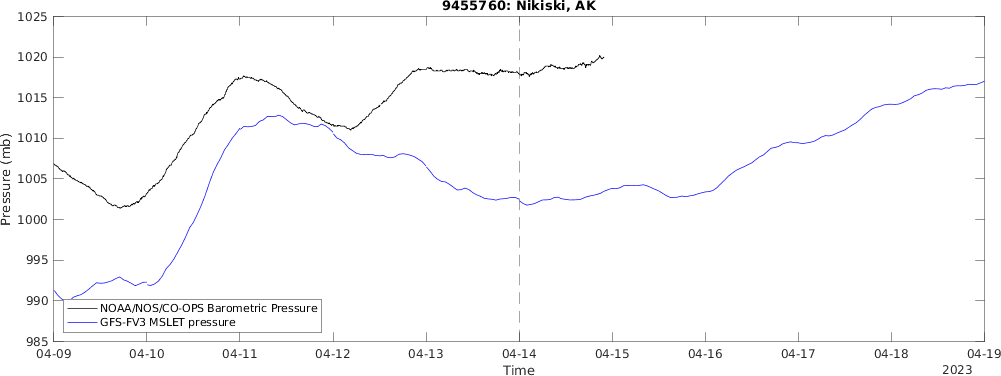 9455760: Nikiski, AK
1025
1020
1015
1010
1005
1000
995
990
985
Pressure (mb)
NOAA/NOS/CO-OPS Barometric Pressure
GFS-FV3 MSLET pressure
04-09 04-10 04-11 04-12 04-13 04-14 04-15 04-16 04-17 04-18 04-19
Time
2023